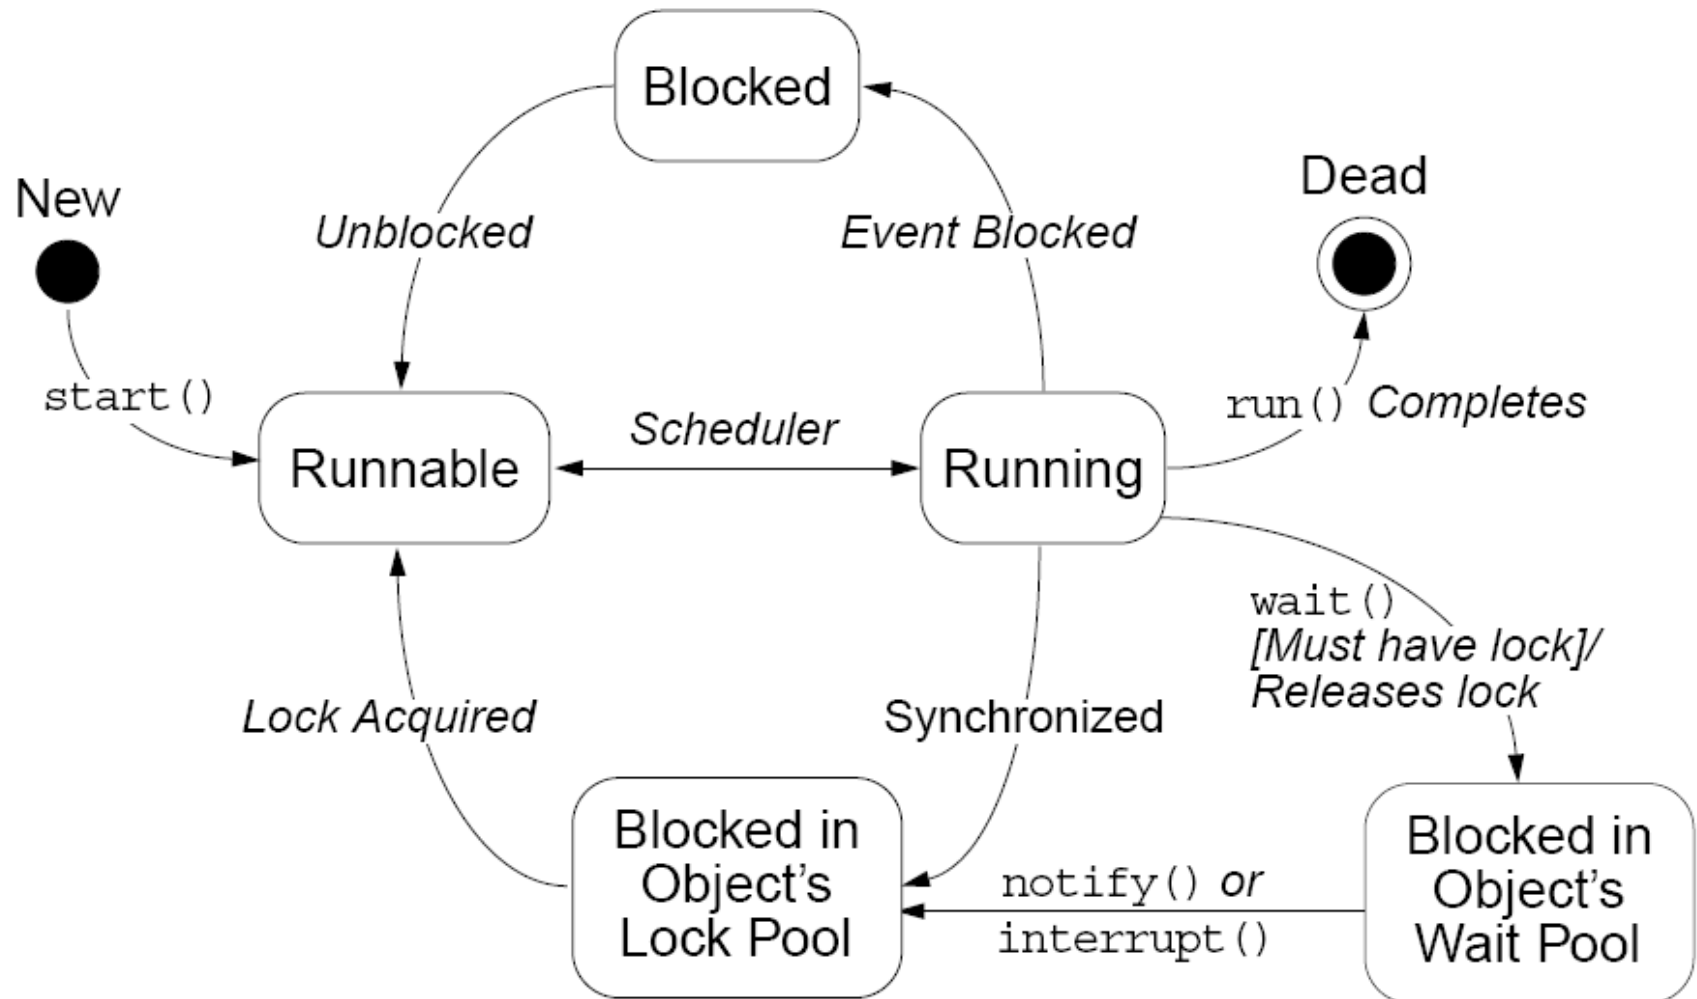 Blocked
New
Dead
Unblocked
Event Blocked
start()
run() Completes
Scheduler
Runnable
Running
wait()
[Must have lock]/
Releases lock
Lock Acquired
Synchronized
Blocked in
Object’s
Lock Pool
notify() or
interrupt()
Blocked in
Object’s
Wait Pool